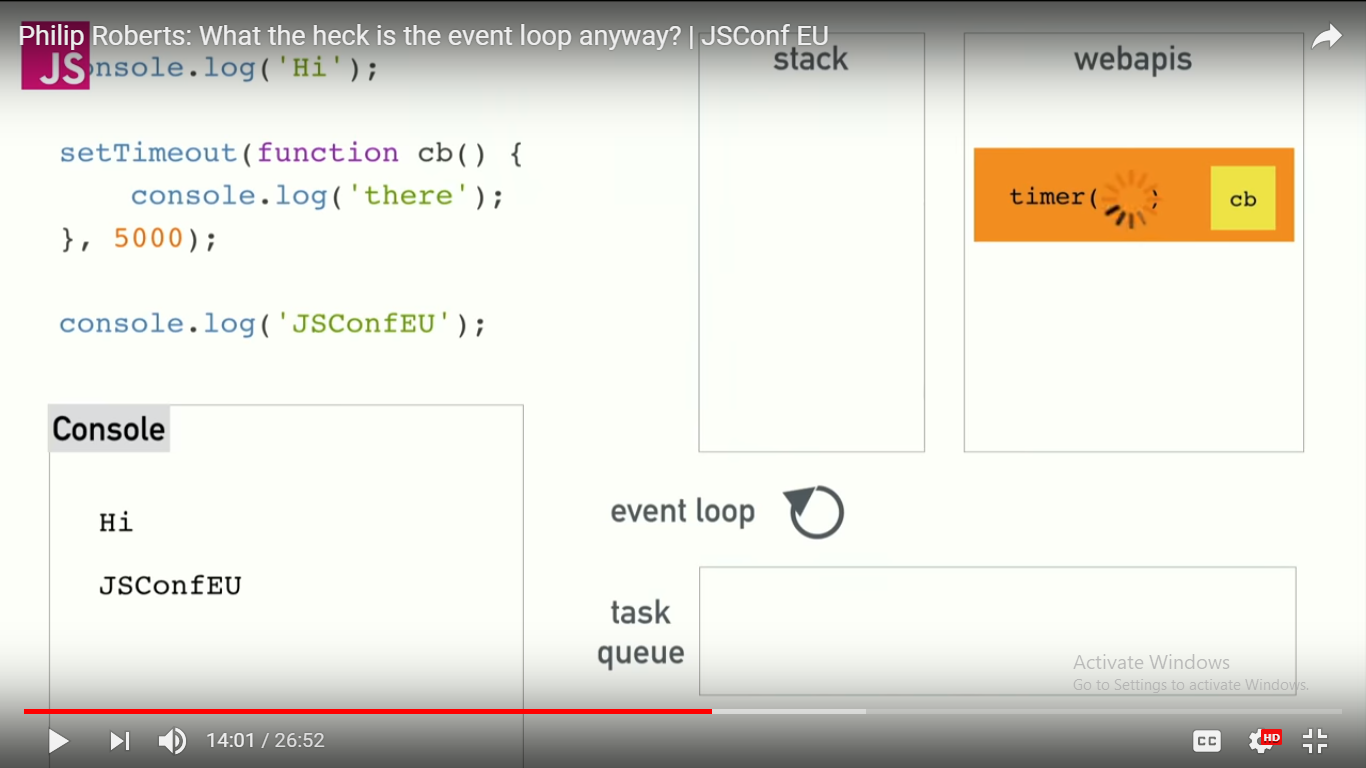 Philip Roberts: What the heck is the event loop anyway? | JSConf EU
JS
onsole.log('Hi');
setTimeout(function cb() {
console.log('there');
}, 5000);
console.log('JSConfEU');
Console
Hi
JSConfEU
stack
webapis
timer( )
cb
event loop
task
queue
Activate Windows
Go to Settings to activate Windows.
14:01 / 26:52
CC
HD